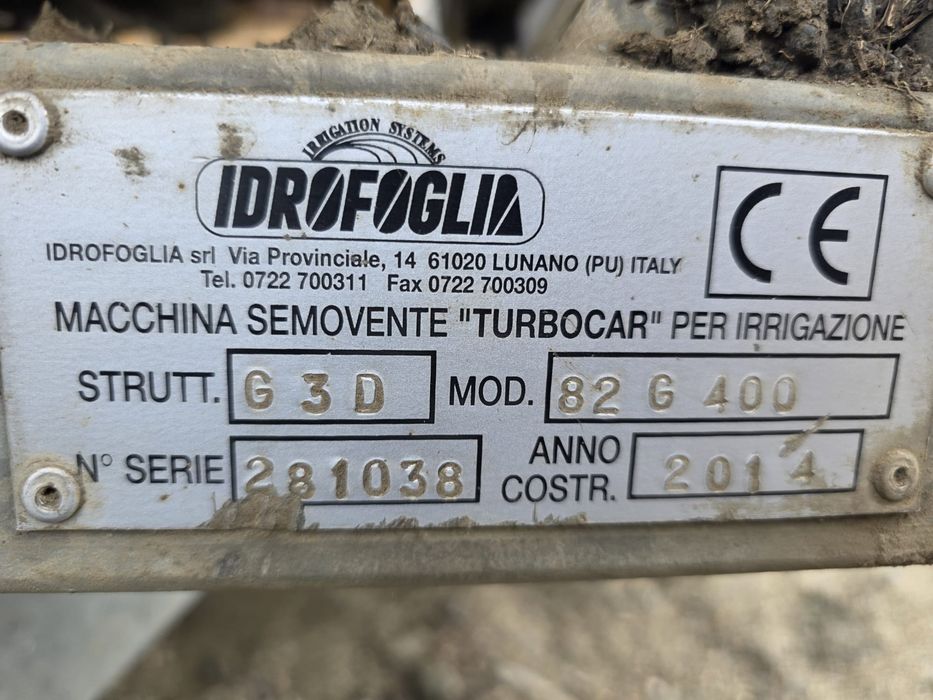 IRRIGATION SYSTEMS
IDROFOGLIA
CE
IDROFOGLIA srl Via Provinciale, 14 61020 LUNANO (PU) ITALY
Tel. 0722 700311 Fax 0722 700309
MACCHINA SEMOVENTE "TURBOCAR" PER IRRIGAZIONE
STRUTT. G 3 D MOD. 82 G 400
N° SERIE 281038 ANNO COSTR. 2014